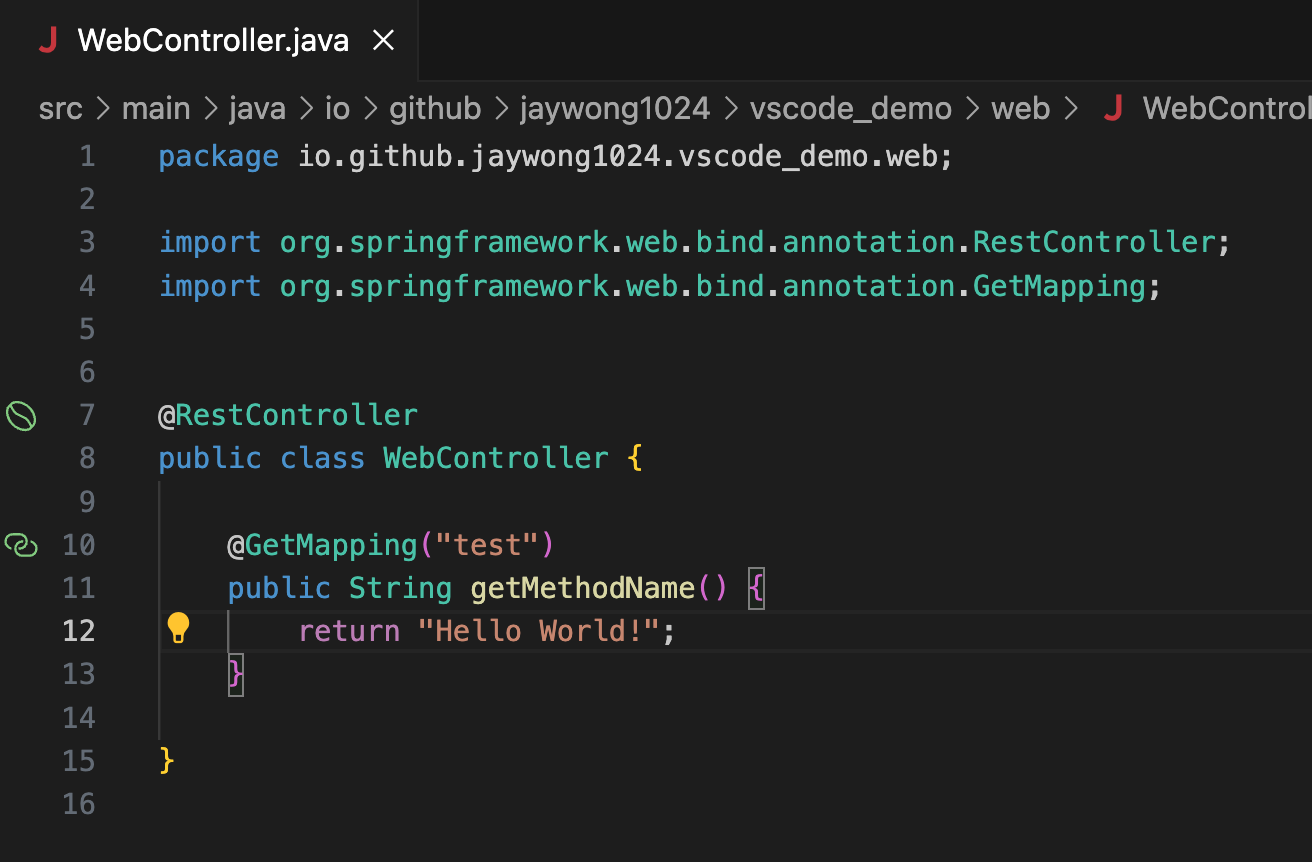 J WebController.java ×
src > main > java > io > github > jaywong1024 > vscode_demo > web > J WebControl
1 package io.github.jaywong1024.vscode_demo.web;
2
3 import org.springframework.web.bind.annotation.RestController;
4 import org.springframework.web.bind.annotation.GetMapping;
5
6
7 @RestController
8 public class WebController {
9
10     @GetMapping("test")
11     public String getMethodName() {
12         return "Hello World!";
13     }
14
15 }
16